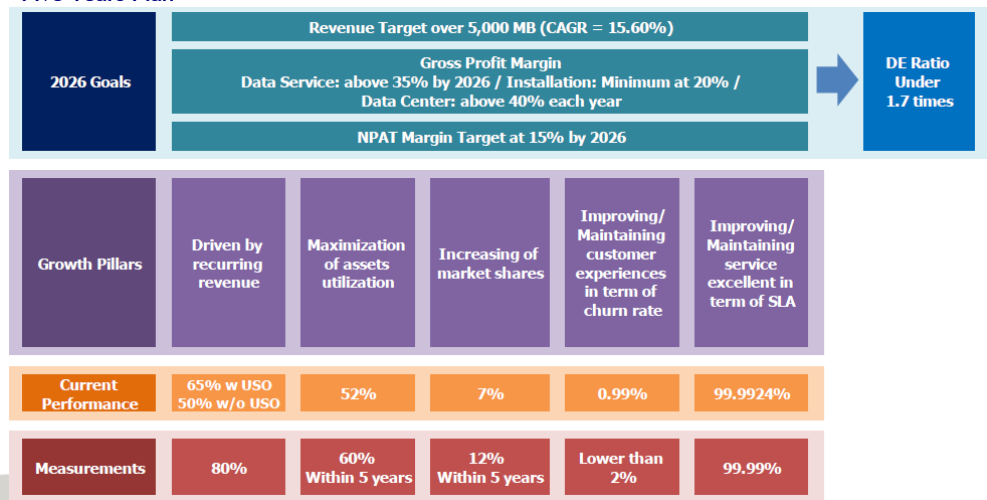 2026 Goals
Revenue Target over 5,000 MB (CAGR = 15.60%)
Gross Profit Margin
Data Service: above 35% by 2026 / Installation: Minimum at 20% /
Data Center: above 40% each year
NPAT Margin Target at 15% by 2026
DE Ratio
Under
1.7 times
Growth Pillars
Driven by
recurring
revenue
Maximization
of assets
utilization
Increasing of
market shares
Improving/
Maintaining
customer
experiences
in term of
churn rate
Improving/
Maintaining
service
excellent in
term of SLA
Current
Performance
65% w USO
50% w/o USO
52%
7%
0.99%
99.9924%
Measurements
80%
60%
Within 5 years
12%
Within 5 years
Lower than
2%
99.99%